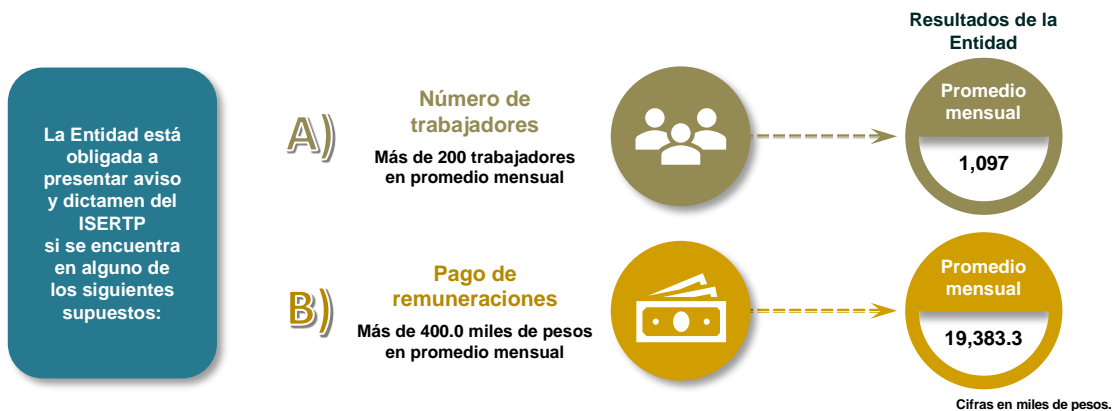 La Entidad está
obligada a
presentar aviso
y dictamen del
ISERTP
si se encuentra
en alguno de
los siguientes
supuestos:
A)
Número de
trabajadores
Más de 200 trabajadores
en promedio mensual
Resultados de la
Entidad
Promedio
mensual
1,097
B)
Pago de
remuneraciones
Más de 400.0 miles de pesos
en promedio mensual
Promedio
mensual
19,383.3
Cifras en miles de pesos.